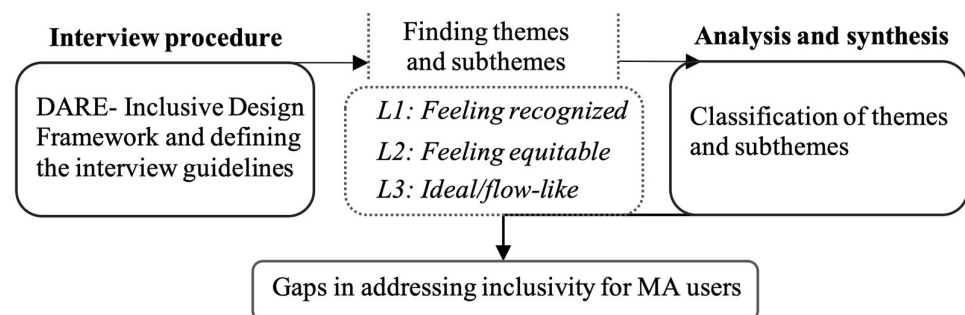 Interview procedure
DARE- Inclusive Design
Framework and defining
the interview guidelines
Finding themes
and subthemes
L1: Feeling recognized
L2: Feeling equitable
L3: Ideal/flow-like
Analysis and synthesis
Classification of themes
and subthemes
Gaps in addressing inclusivity for MA users